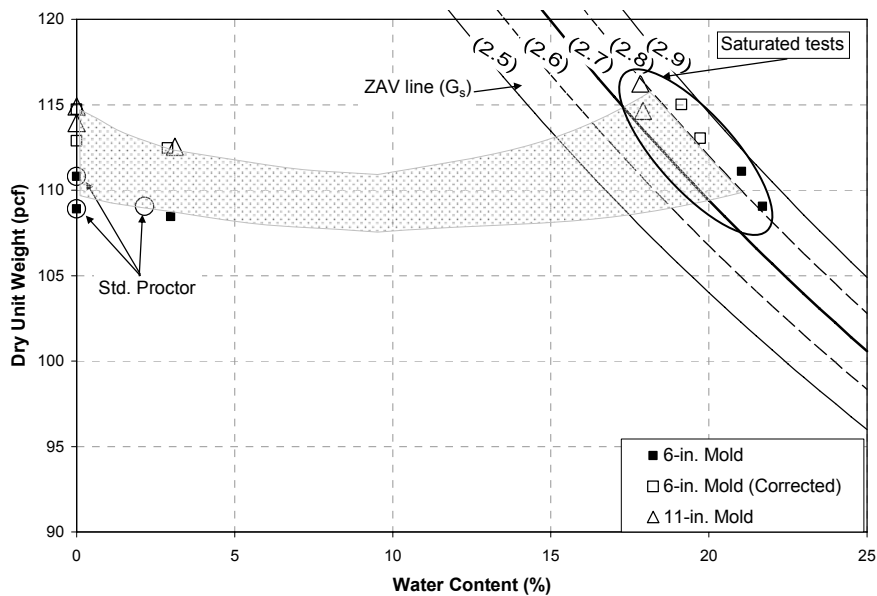 120
115
110
105
100
95
90
0
5
10
15
20
25
Dry Unit Weight (pcf)
Water Content (%)
(2.5)
(2.6)
(2.7)
(2.8)
(2.9)
Saturated tests
ZAV line (Gs)
Std. Proctor
6-in. Mold
6-in. Mold (Corrected)
11-in. Mold